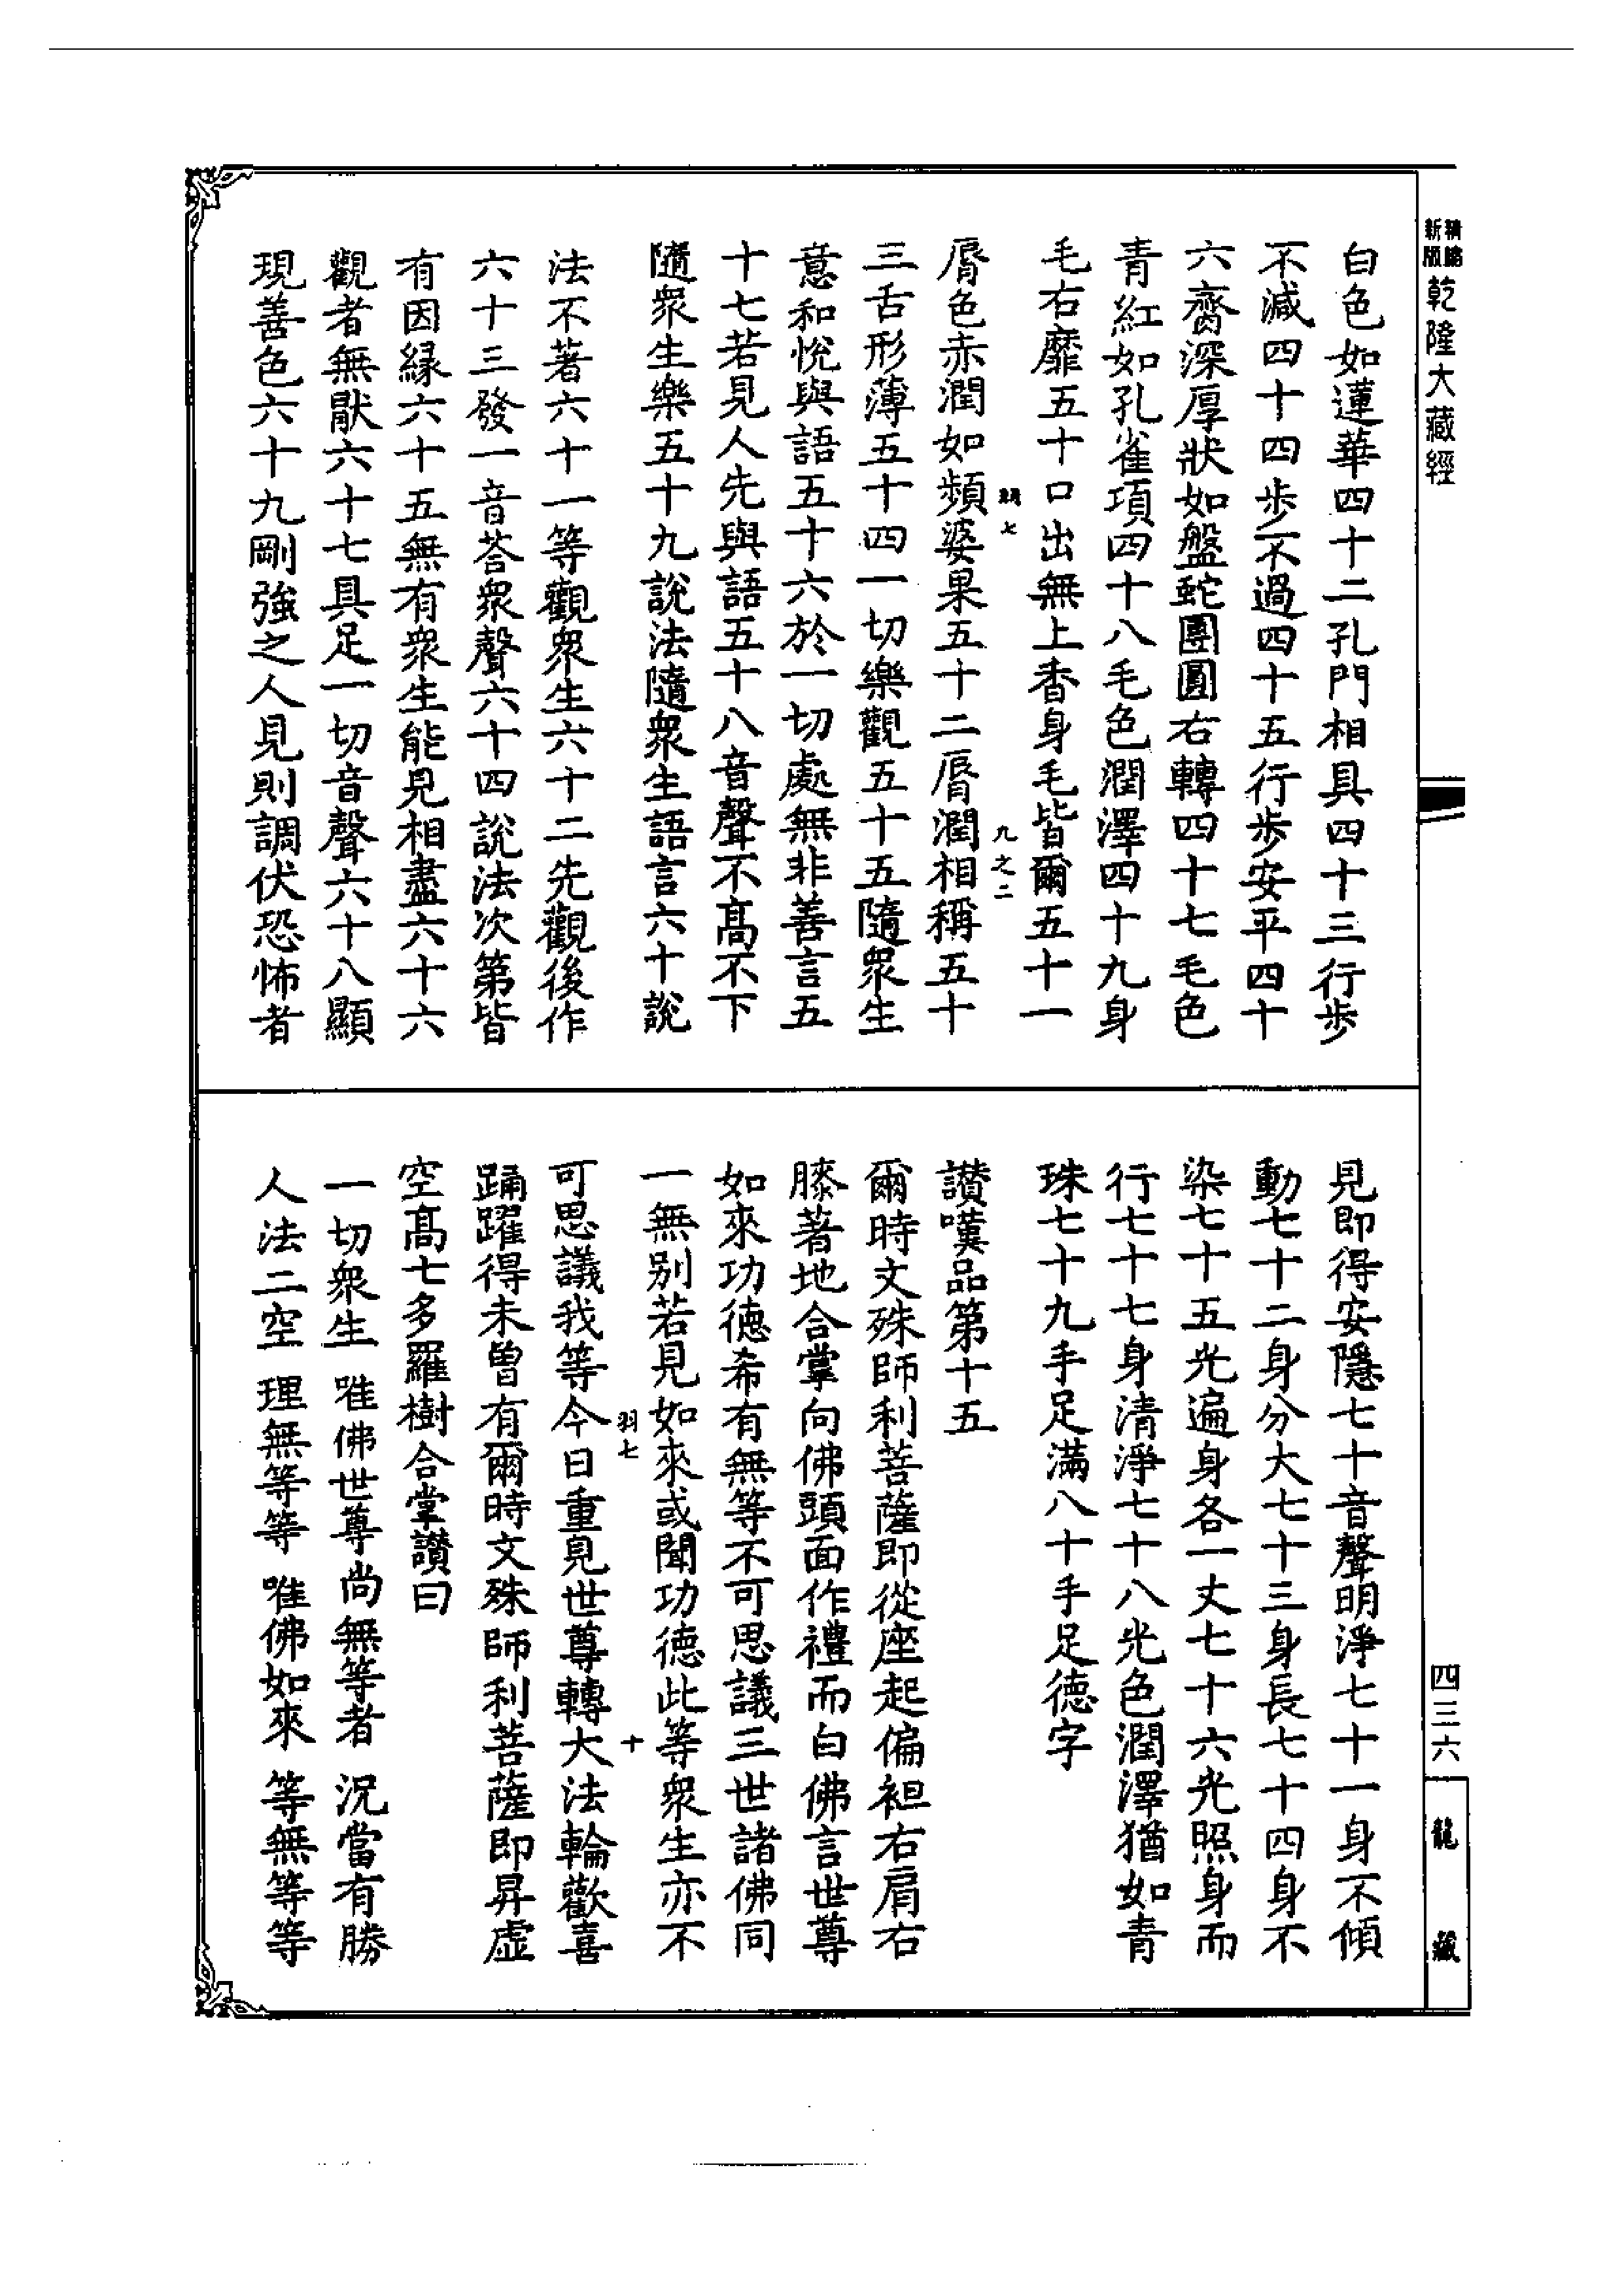 精縮
新版
乾隆大藏經
白色如蓮華四十二孔門相具四十三行步
不減四十四步不過四十五行步安平四十
六齎深厚狀如盤蛇團圓右轉四十七毛色
青紅如孔雀項四十八毛色潤澤四十九身
毛右靡五十口出無上香身毛皆爾五十一
羽七 九之二
脣色赤潤如頻婆果五十二脣潤相稱五十
三舌形薄五十四一切樂觀五十五隨衆生
意和悅與語五十六於一切處無非善言五
十七若見人先與語五十八音聲不高不下
隨衆生樂五十九說法隨衆生語言六十說
法不著六十一等觀衆生六十二先觀後作
六十三發一音荅衆聲六十四說法次第皆
有因緣六十五無有衆生能見相盡六十六
觀者無猒六十七具足一切音聲六十八顯
現善色六十九剛強之人見則調伏恐怖者
見即得安隱七十音聲明淨七十一身不傾
動七十二身分大七十三身長七十四身不
染七十五光遍身各一丈七十六光照身而
行七十七身清淨七十八光色潤澤猶如青
珠七十九手足滿八十手足德字
讚嘆品第十五
爾時文殊師利菩薩即從座起偏袒右肩右
膝著地合掌向佛頭面作禮而白佛言世尊
如來功德希有無等不可思議三世諸佛同
一無別若見如來或聞功德此等衆生亦不
羽七 十
可思議我等今日重見世尊轉大法輪歡喜
踊躍得未曾有爾時文殊師利菩薩即昇虛
空高七多羅樹合掌讚曰
一切衆生 唯佛世尊 尚無等者 況當有勝
人法二空 理無等等 唯佛如來 等無等等
四三六
龍藏